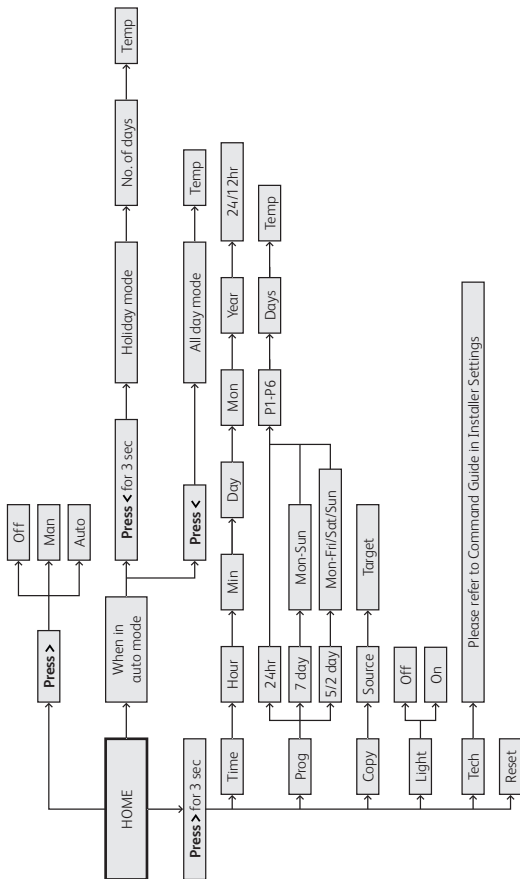 HOME
Press > 
Off
Man
Auto
When in
auto mode
Press < for 3 sec
Holiday mode
No. of days
Temp
Press <
All day mode
Temp
Press > for 3 sec
Time
Hour
Min
Day
Mon
Year
24/12hr
Prog
24hr
7 day
5/2 day
Mon-Sun
Mon-Fri/Sat/Sun
P1-P6
Days
Temp
Copy
Source
Target
Light
Off
On
Tech
Please refer to Command Guide in Installer Settings
Reset